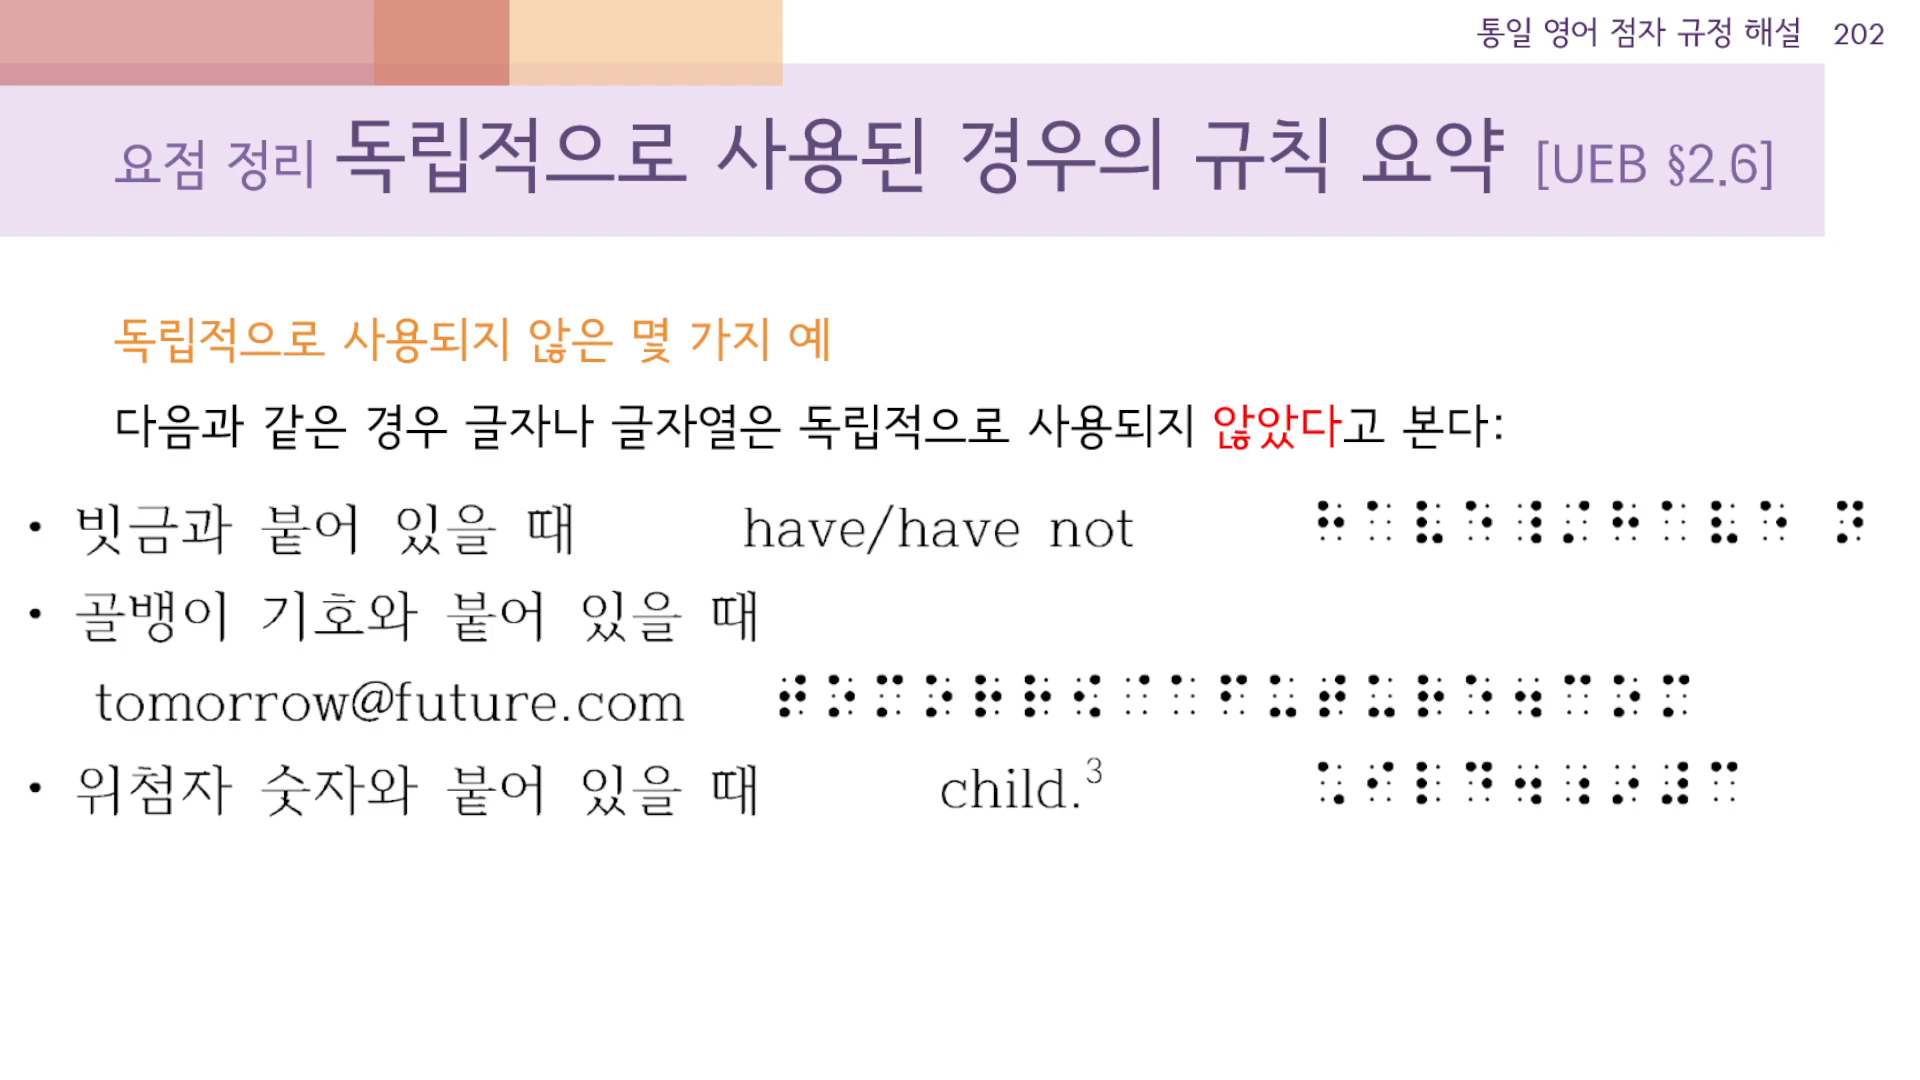 통일 영어 점자 규정 해설 202
요점 정리 독립적으로 사용된 경우의 규칙 요약 [UEB §2.6]
독립적으로 사용되지 않은 몇 가지 예
다음과 같은 경우 글자나 글자열은 독립적으로 사용되지 않았다고 본다:
• 빗금과 붙어 있을 때 have/have not ⠓⠁⠧⠑⠸⠌⠓⠁⠧⠑ ⠝
• 골뱅이 기호와 붙어 있을 때
tomorrow@future.com ⠞⠕⠍⠕⠗⠗⠪⠈⠁⠋⠥⠞⠥⠗⠑⠲⠉⠕⠍
• 위첨자 숫자와 붙어 있을 때 child.³ ⠡⠊⠇⠙⠲⠰⠔⠼⠉